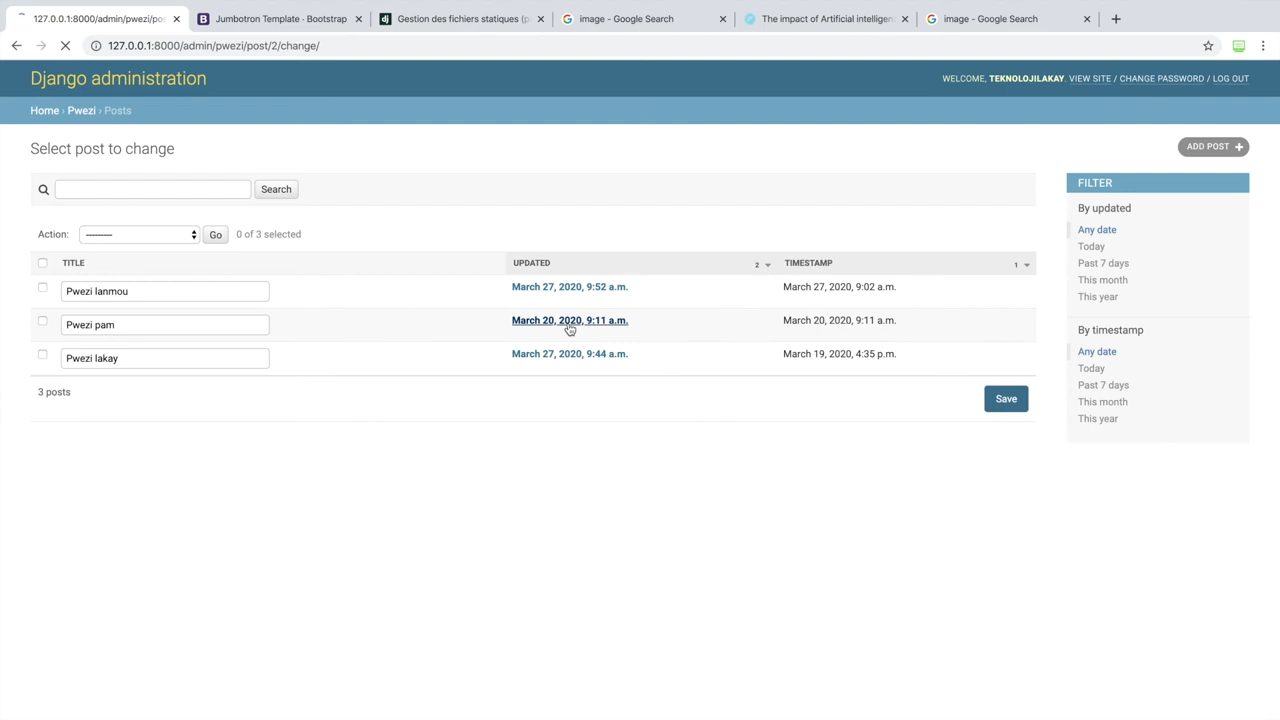 127.0.0.1:8000/admin/pwezi/pos
Jumbotron Template · Bootstrap
Gestion des fichiers statiques (p
image - Google Search
The impact of Artificial intelligen
image - Google Search
127.0.0.1:8000/admin/pwezi/post/2/change/
Django administration
WELCOME, TEKNOLOJILAKAY. VIEW SITE / CHANGE PASSWORD / LOG OUT
Home › Pwezi › Posts
Select post to change
ADD POST +
Search
Action: --------- Go 0 of 3 selected
TITLE UPDATED 2 TIMESTAMP 1
Pwezi lanmou March 27, 2020, 9:52 a.m. March 27, 2020, 9:02 a.m.
Pwezi pam March 20, 2020, 9:11 a.m. March 20, 2020, 9:11 a.m.
Pwezi lakay March 27, 2020, 9:44 a.m. March 19, 2020, 4:35 p.m.
3 posts
Save
FILTER
By updated
Any date
Today
Past 7 days
This month
This year
By timestamp
Any date
Today
Past 7 days
This month
This year